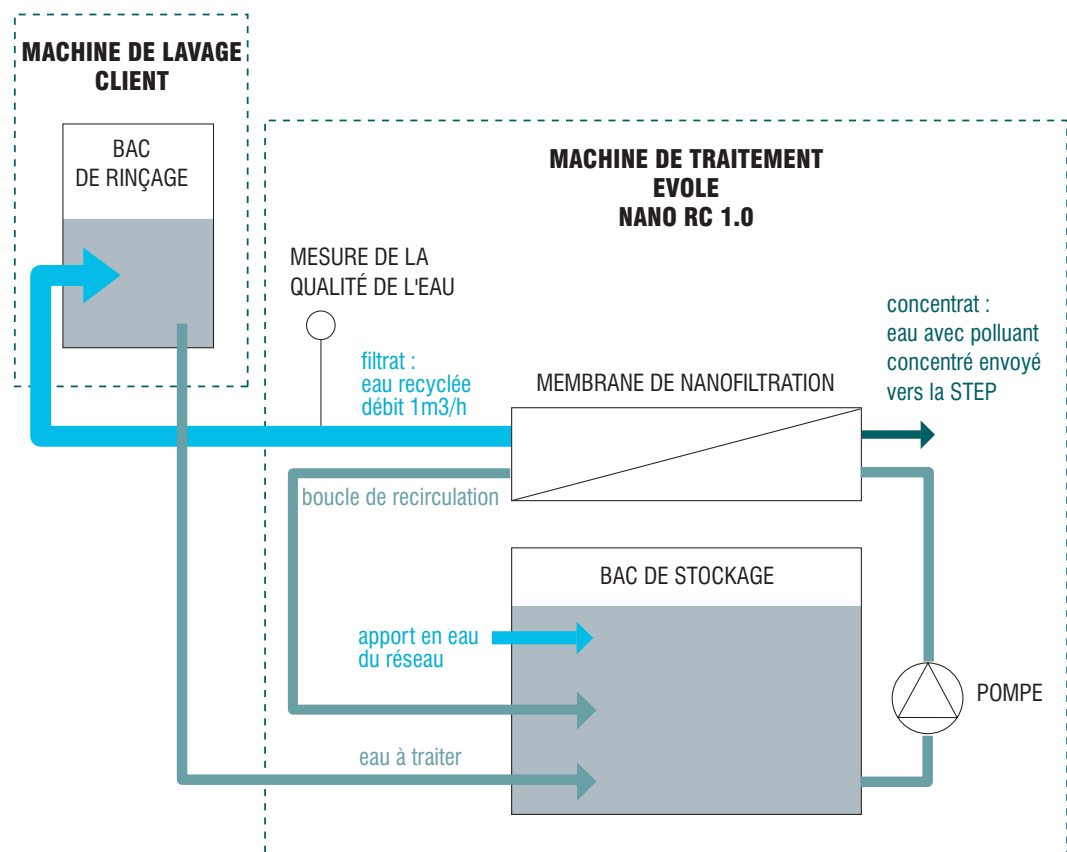 MACHINE DE LAVAGE
CLIENT
BAC
DE RINÇAGE
MACHINE DE TRAITEMENT
EVOLE
NANO RC 1.0
MESURE DE LA
QUALITÉ DE L'EAU
filtrat :
eau recyclée
débit 1m3/h
MEMBRANE DE NANOFILTRATION
concentrat :
eau avec polluant
concentré envoyé
vers la STEP
boucle de recirculation
BAC DE STOCKAGE
apport en eau
du réseau
POMPE
eau à traiter